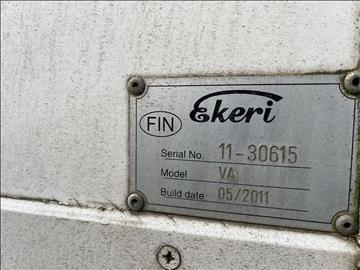 FIN Ekeri
Serial No. 11-30615
Model VA
Build date 05/2011